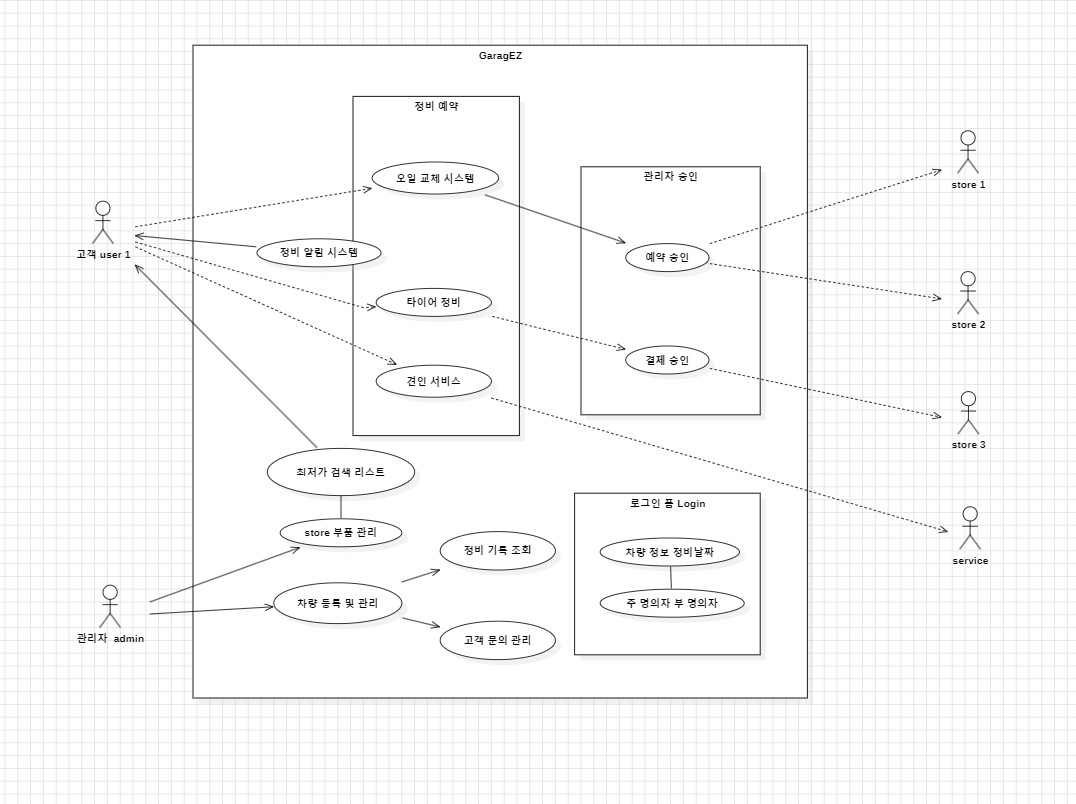 GaragEZ
정비 예약
오일 교체 시스템
관리자 승인
store 1
고객 user 1
정비 알림 시스템
예약 승인
타이어 정비
store 2
결제 승인
견인 서비스
store 3
최저가 검색 리스트
로그인 폼 Login
store 부품 관리
정비 기록 조회
차량 정보 정비날짜
service
차량 등록 및 관리
주 명의자 부 명의자
관리자 admin
고객 문의 관리